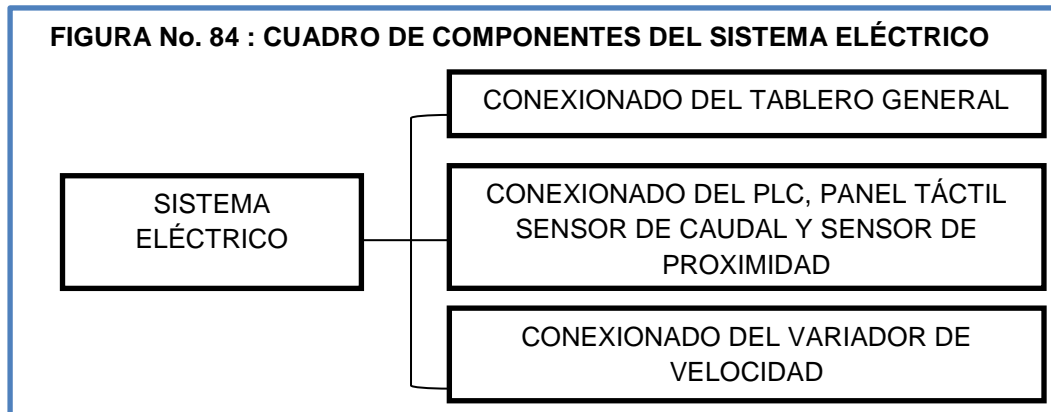 FIGURA No. 84 : CUADRO DE COMPONENTES DEL SISTEMA ELÉCTRICO
CONEXIONADO DEL TABLERO GENERAL
SISTEMA
ELÉCTRICO
CONEXIONADO DEL PLC, PANEL TÁCTIL
SENSOR DE CAUDAL Y SENSOR DE
PROXIMIDAD
CONEXIONADO DEL VARIADOR DE
VELOCIDAD